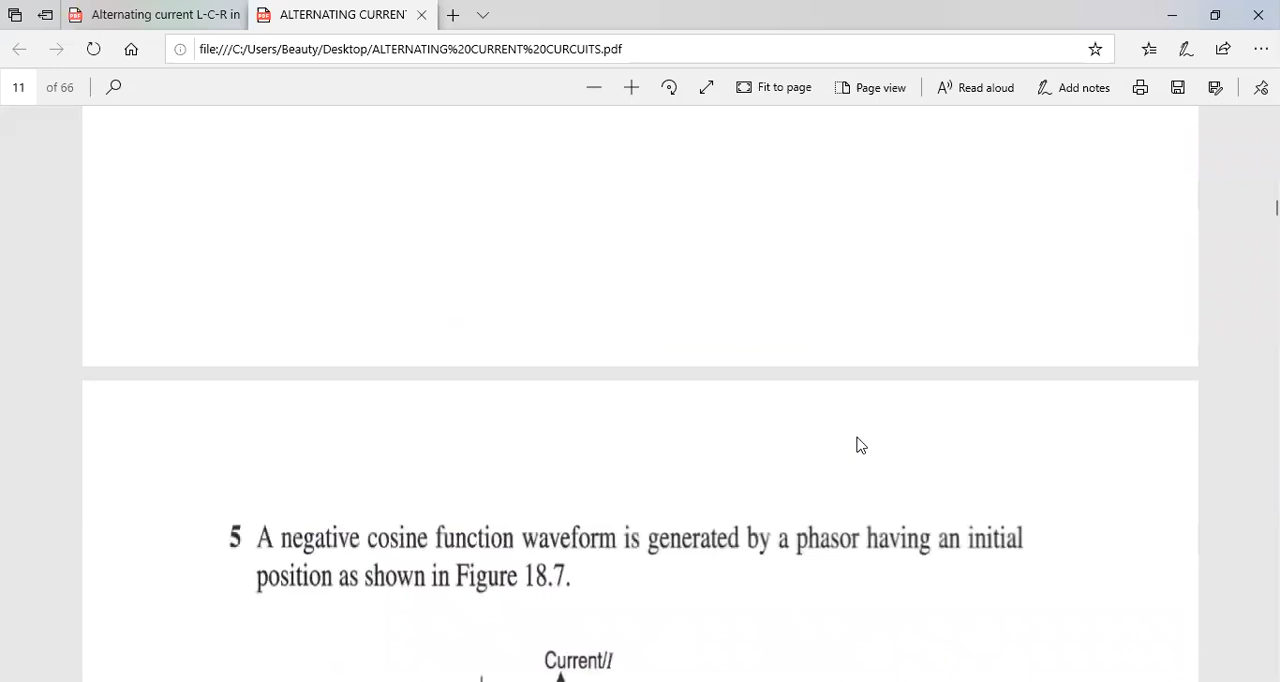 Alternating current L-C-R in
ALTERNATING CURREN
file:///C:/Users/Beauty/Desktop/ALTERNATING%20CURRENT%20CURCUITS.pdf
11 of 66
Fit to page
Page view
Read aloud
Add notes
5 A negative cosine function waveform is generated by a phasor having an initial
position as shown in Figure 18.7.
Current/I